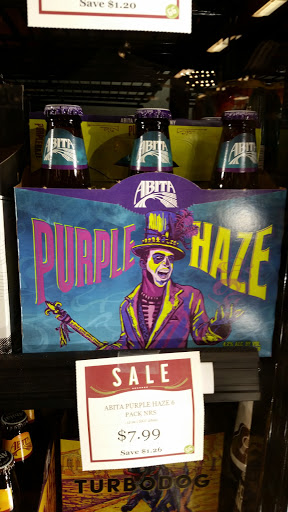 Save $1.20
ABITA
ABITA
ABITA
ABITA
PURPLE HAZE
SALE
ABITA PURPLE HAZE 6
PACK NRS
$7.99
Save $1.26
TURBODOG